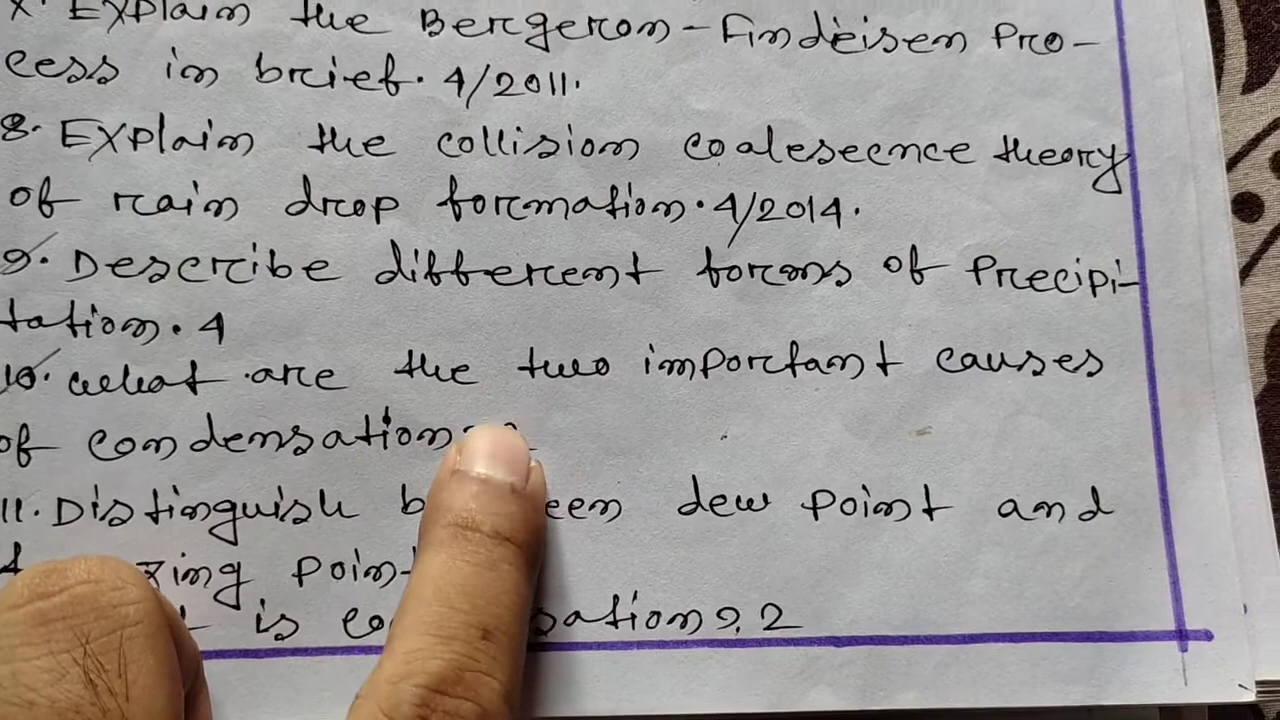 Explain the Bergeron-Findeisen Pro-
cess in brief. 4/2011.
8. Explain the collision coalescence theory
of rain drop formation. 4/2014.
9. Describe different forms of Precipi-
tation. 4
10. What are the two important causes
of condensation
11. Distinguish dew point and
point
is sation?. 2